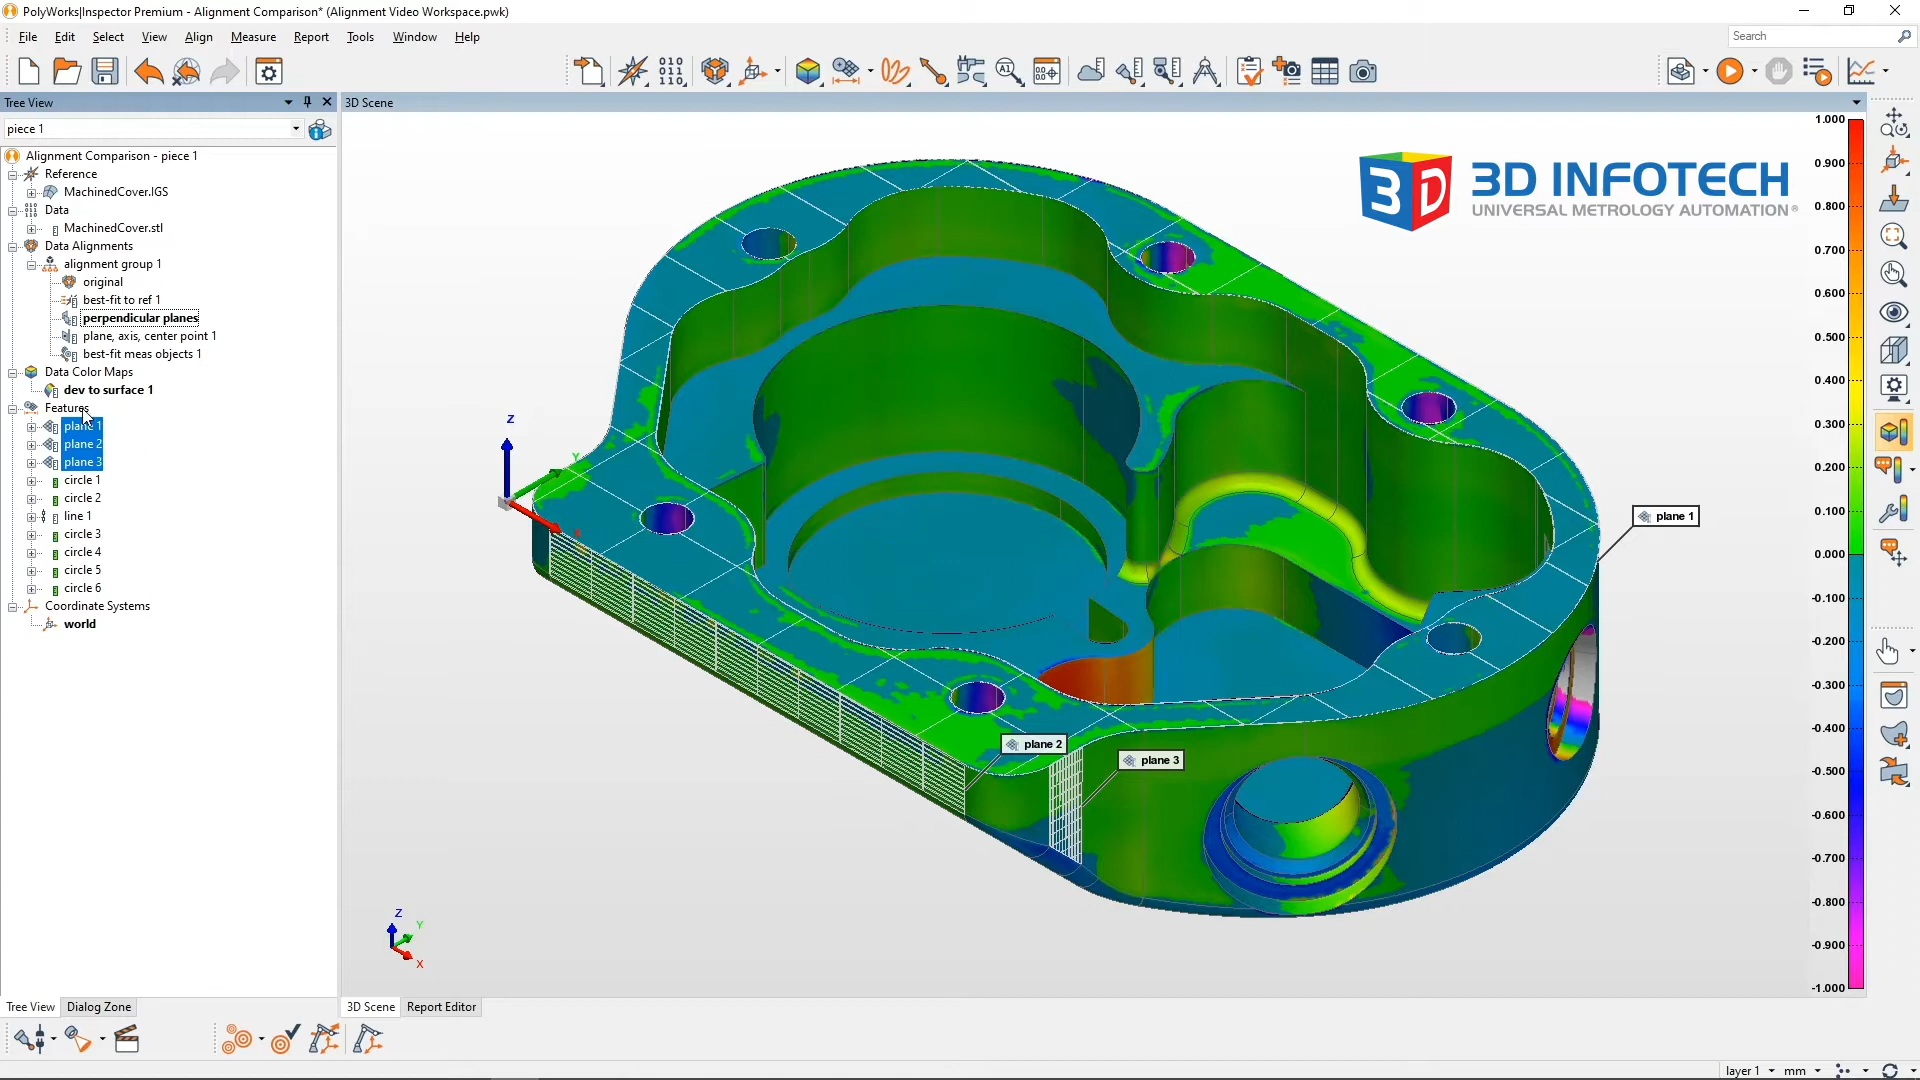 PolyWorks|Inspector Premium - Alignment Comparison* (Alignment Video Workspace.pwk)
File Edit Select View Align Measure Report Tools Window Help
Search
Tree View
3D Scene
piece 1
Alignment Comparison - piece 1
Reference
MachinedCover.IGS
Data
MachinedCover.stl
Data Alignments
alignment group 1
original
best-fit to ref 1
perpendicular planes
plane, axis, center point 1
best-fit meas objects 1
Data Color Maps
dev to surface 1
Features
plane 1
plane 2
plane 3
circle 1
circle 2
line 1
circle 3
circle 4
circle 5
circle 6
Coordinate Systems
world
3D INFOTECH
UNIVERSAL METROLOGY AUTOMATION®
Z
Y
X
plane 1
plane 2
plane 3
Z
Y
X
1.000
0.900
0.800
0.700
0.600
0.500
0.400
0.300
0.200
0.100
0.000
-0.100
-0.200
-0.300
-0.400
-0.500
-0.600
-0.700
-0.800
-0.900
-1.000
Tree View Dialog Zone
3D Scene Report Editor
layer 1 mm